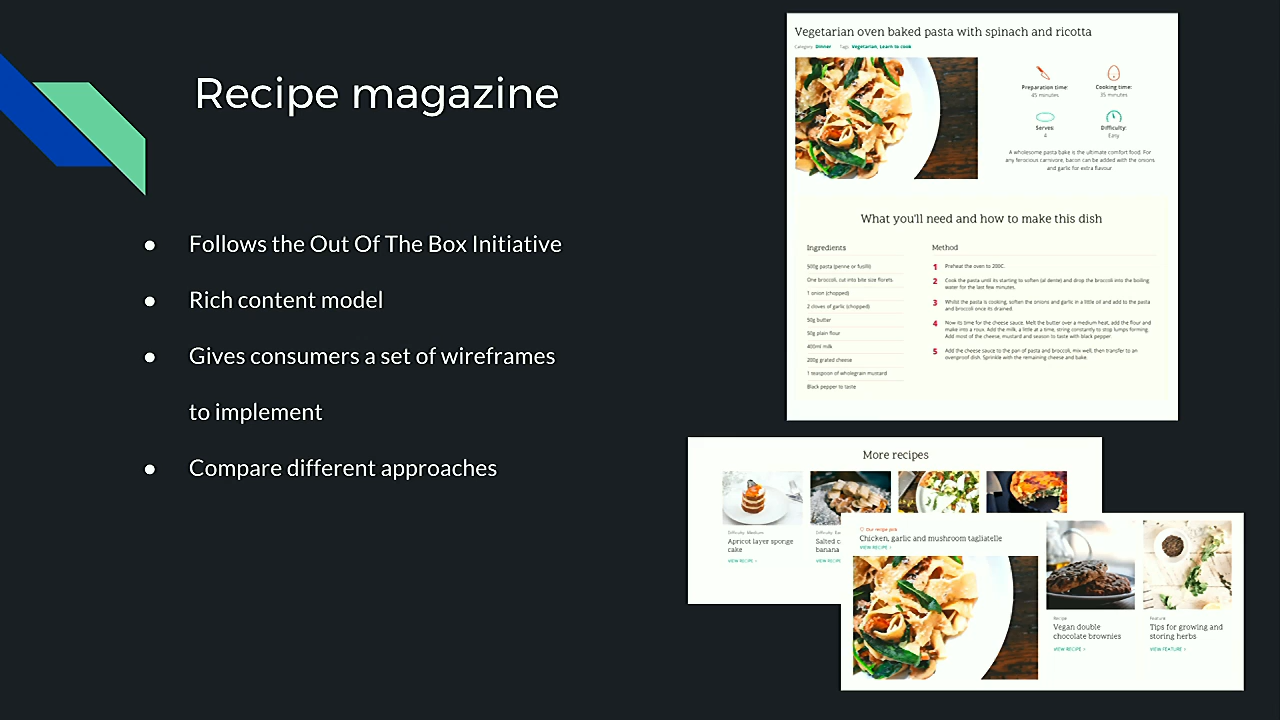 Recipe magazine
Follows the Out Of The Box Initiative
Rich content model
Gives us a limited set of wireframes
to implement
Compare different approaches
Vegetarian oven baked pasta with spinach and ricotta
Category: Dinner Tags: Vegetarian, Learn to cook
Preparation time:
45 minutes
Cooking time:
35 minutes
Serves:
4
Difficulty:
Easy
A wholesome pasta bake is the ultimate comfort food. For
any ferocious carnivore, bacon can be added with the onions
and garlic for extra flavour
What you'll need and how to make this dish
Ingredients
500g pasta (penne or fusilli)
One broccoli, cut into bite size florets
1 onion (chopped)
2 cloves of garlic (chopped)
50g butter
50g plain flour
400ml milk
200g grated cheese
1 teaspoon of wholegrain mustard
Black pepper to taste
Method
1 Preheat the oven to 200C.
2 Cook the pasta until its starting to soften (al dente) and drop the broccoli into the boiling
water for the last few minutes.
3 Whilst the pasta is cooking, soften the onions and garlic in a little oil and add to the pasta
and broccoli once its drained.
4 Now its time for the cheese sauce. Melt the butter over a medium heat, add the flour and
make into a roux. Add the milk, a little at a time, string constantly to stop lumps forming.
Add most of the cheese, mustard and season to taste with black pepper.
5 Add the cheese sauce to the pan of pasta and broccoli, mix well, then transfer to an
ovenproof dish. Sprinkle with the remaining cheese and bake.
More recipes
Difficulty: Medium
Apricot layer sponge
cake
VIEW RECIPE >
Difficulty: Ea
Salted c
banana
VIEW RECIP
Our recipe pick
Chicken, garlic and mushroom tagliatelle
VIEW RECIPE >
Recipe
Vegan double
chocolate brownies
VIEW RECIPE >
Feature
Tips for growing and
storing herbs
VIEW FEATURE >